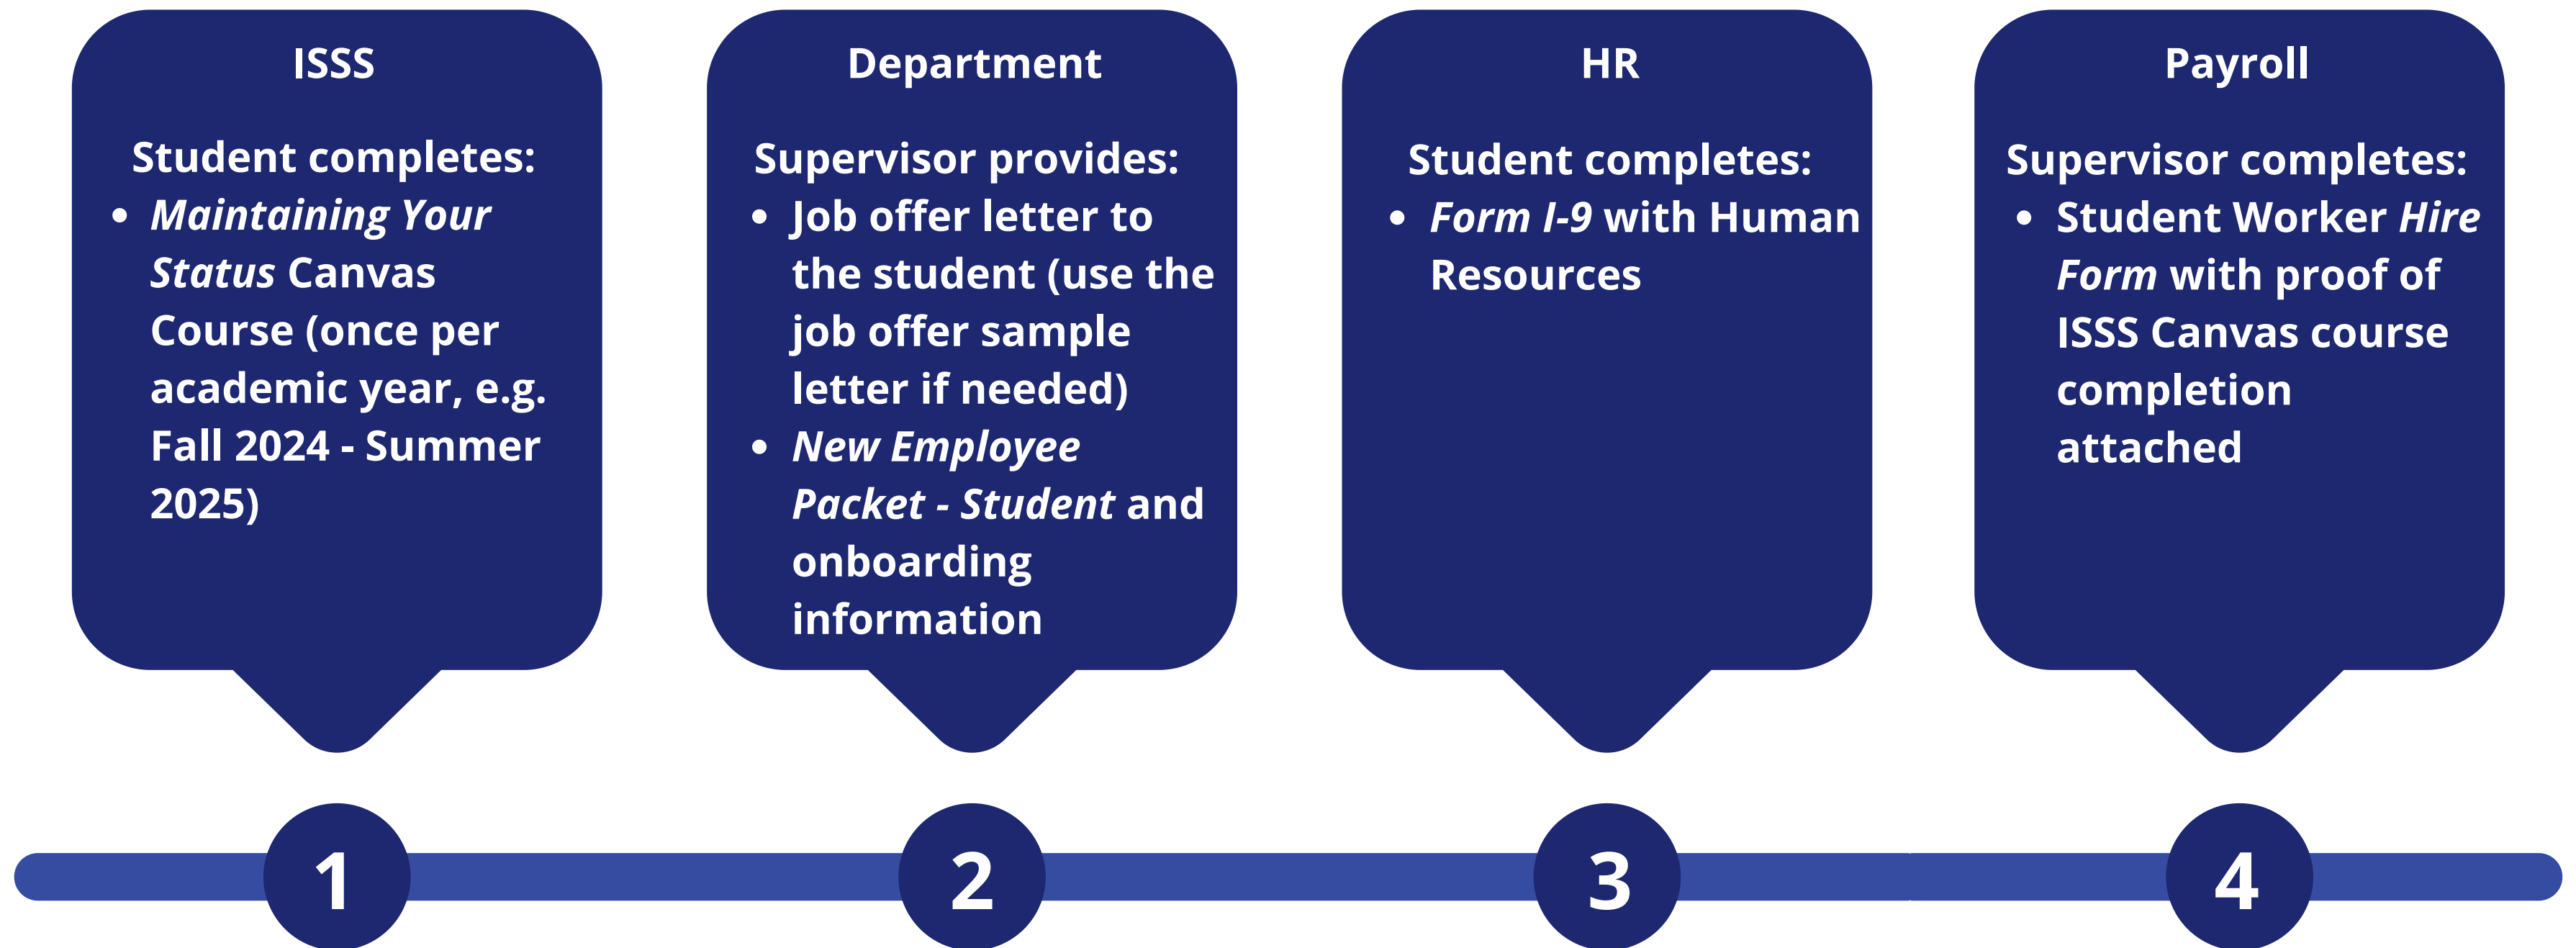 ISSS
Student completes:
• Maintaining Your
Status Canvas
Course (once per
academic year, e.g.
Fall 2024 - Summer
2025)
1
Department
Supervisor provides:
• Job offer letter to
the student (use the
job offer sample
letter if needed)
• New Employee
Packet - Student and
onboarding
information
2
HR
Student completes:
• Form I-9 with Human
Resources
3
Payroll
Supervisor completes:
• Student Worker Hire
Form with proof of
ISSS Canvas course
completion
attached
4